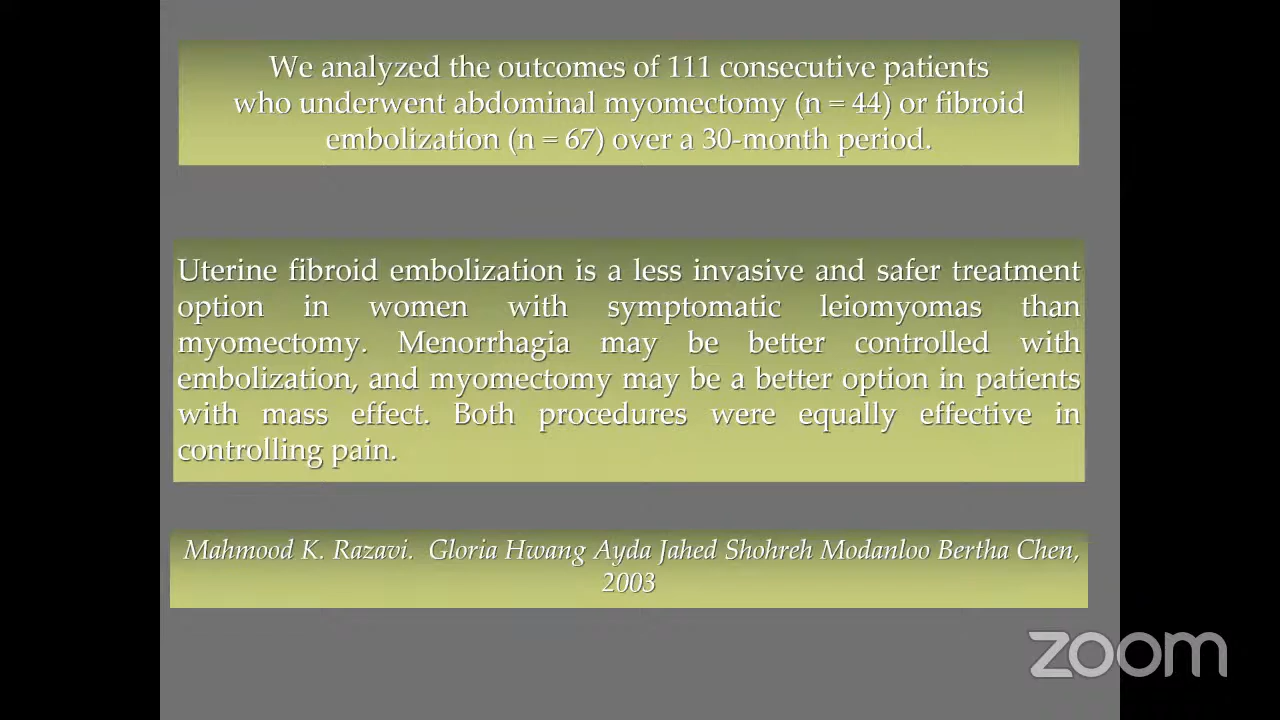 We analyzed the outcomes of 111 consecutive patients
who underwent abdominal myomectomy (n = 44) or fibroid
embolization (n = 67) over a 30-month period.
Uterine fibroid embolization is a less invasive and safer treatment
option in women with symptomatic leiomyomas than
myomectomy. Menorrhagia may be better controlled with
embolization, and myomectomy may be a better option in patients
with mass effect. Both procedures were equally effective in
controlling pain.
Mahmood K. Razavi. Gloria Hwang Ayda Jahed Shohreh Modanloo Bertha Chen,
2003
zoom